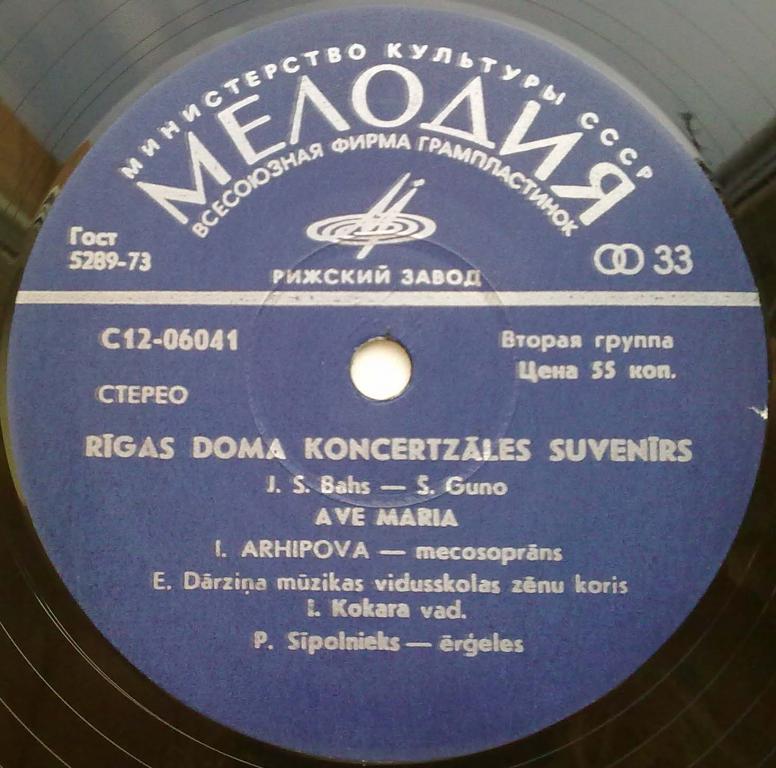 МИНИСТЕРСТВО КУЛЬТУРЫ СССР
МЕЛОДИЯ
ВСЕСОЮЗНАЯ ФИРМА ГРАМПЛАСТИНОК
Гост
5289-73
33
РИЖСКИЙ ЗАВОД
С12-06041
Вторая группа
Цена 55 коп.
СТЕРЕО
RĪGAS DOMA KONCERTZĀLES SUVENĪRS
J. S. Bahs — Š. Guno
AVE MARIA
I. ARHIPOVA — mecosoprāns
E. Dārziņa mūzikas vidusskolas zēnu koris
I. Kokara vad.
P. Sīpolnieks — ērģeles